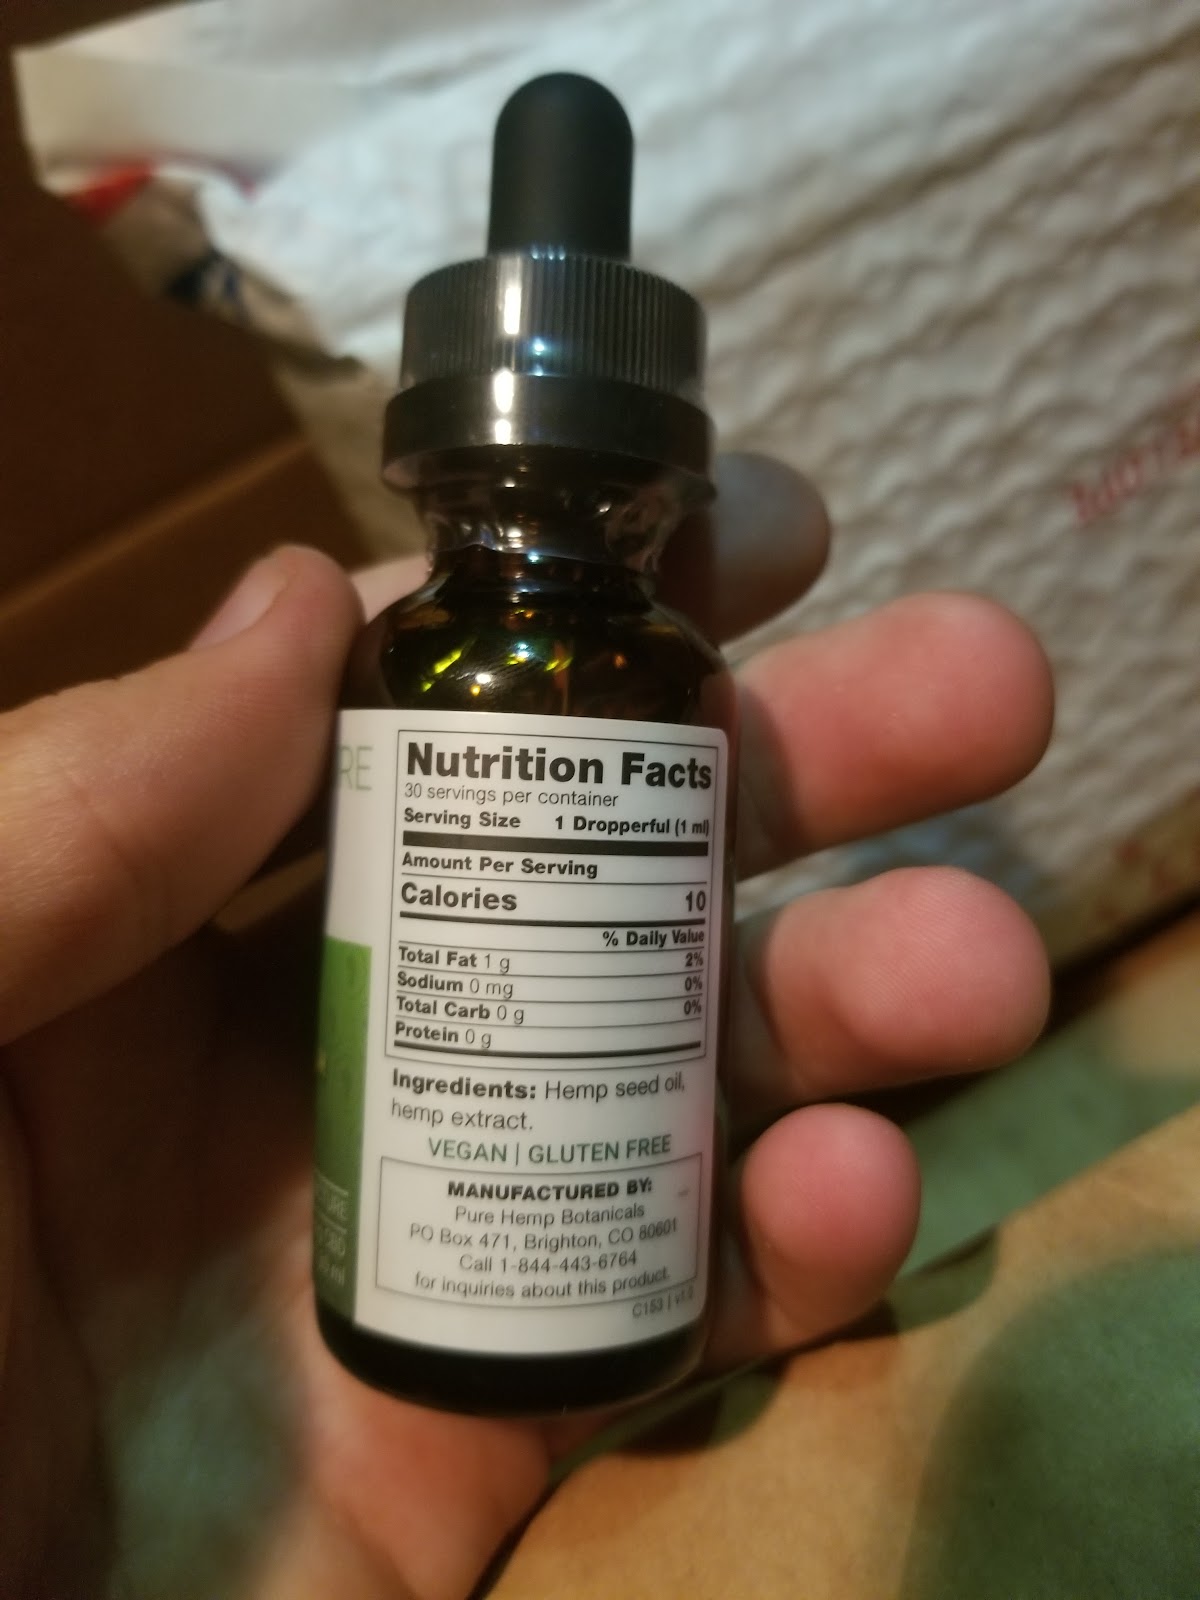 Nutrition Facts
30 servings per container
Serving Size 1 Dropperful (1 ml)
Amount Per Serving
Calories 10
% Daily Value
Total Fat 1 g 2%
Sodium 0 mg 0%
Total Carb 0 g 0%
Protein 0 g
Ingredients: Hemp seed oil,
hemp extract.
VEGAN | GLUTEN FREE
MANUFACTURED BY:
Pure Hemp Botanicals
PO Box 471, Brighton, CO 80601
Call 1-844-443-6764
for inquiries about this product.
C153 |
RE